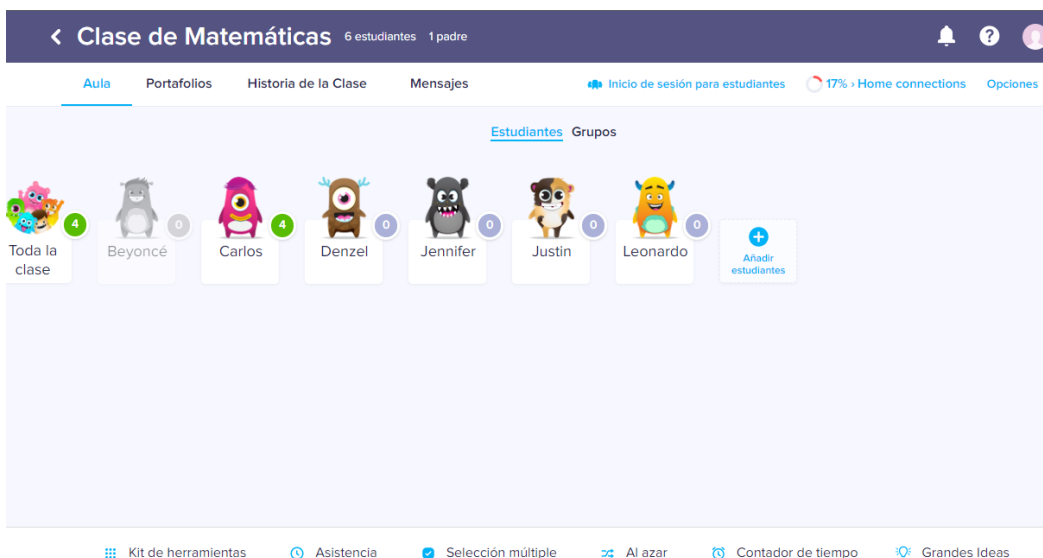 Clase de Matemáticas 6 estudiantes 1 padre
Aula Portafolios Historia de la Clase Mensajes Inicio de sesión para estudiantes 17% › Home connections Opciones
Estudiantes Grupos
4 0 4 0 0 0 0
Toda la clase
Beyoncé
Carlos
Denzel
Jennifer
Justin
Leonardo
Añadir
estudiantes
Kit de herramientas Asistencia Selección múltiple Al azar Contador de tiempo Grandes Ideas